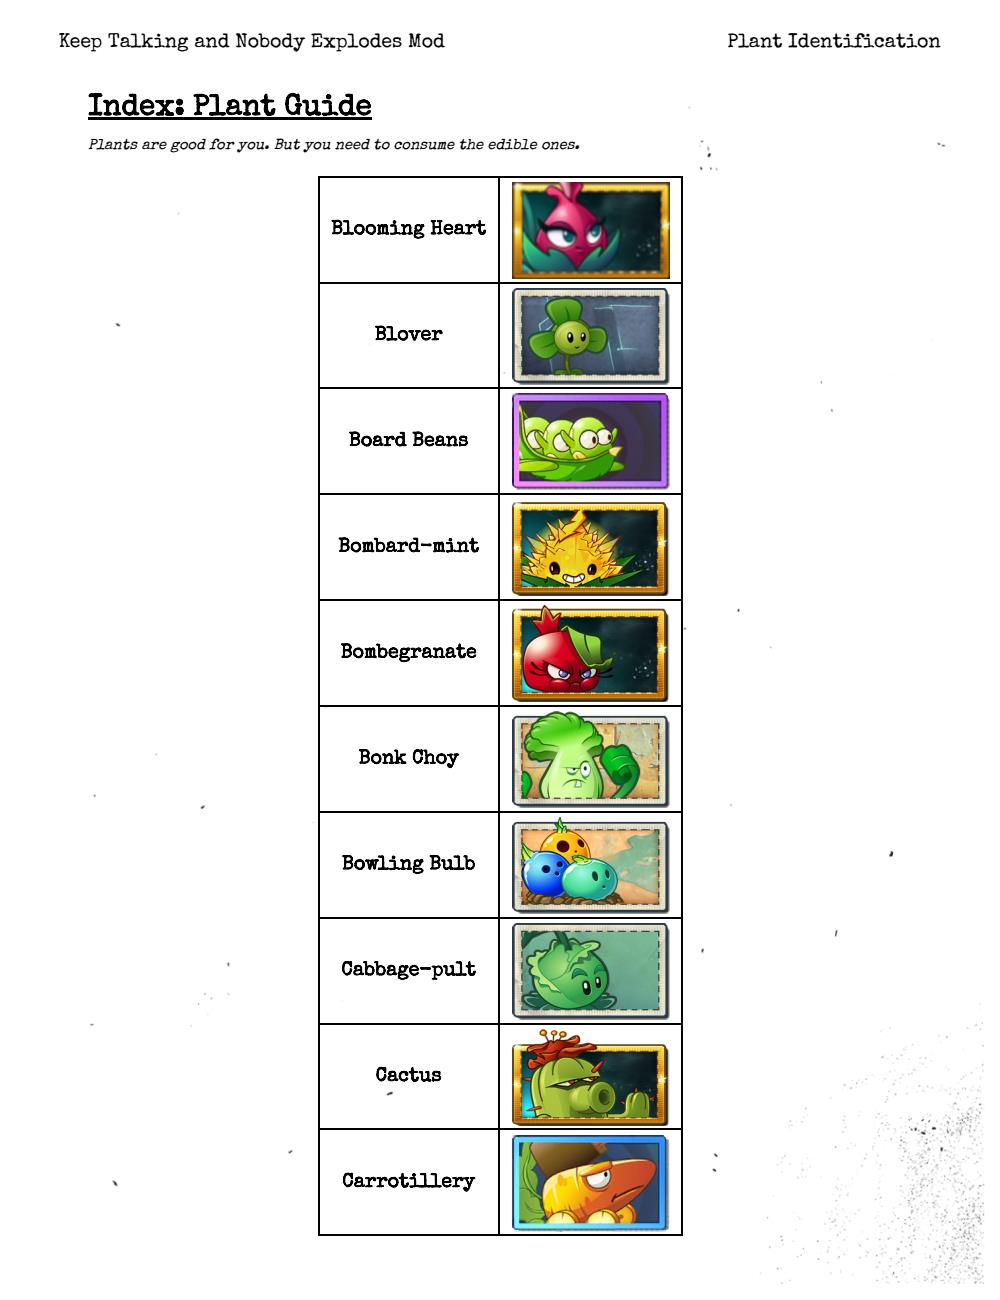 Keep Talking and Nobody Explodes Mod
Plant Identification
Index: Plant Guide
Plants are good for you. But you need to consume the edible ones.
Blooming Heart
Blover
Board Beans
Bombard-mint
Bombegranate
Bonk Choy
Bowling Bulb
Cabbage-pult
Cactus
Carrotillery